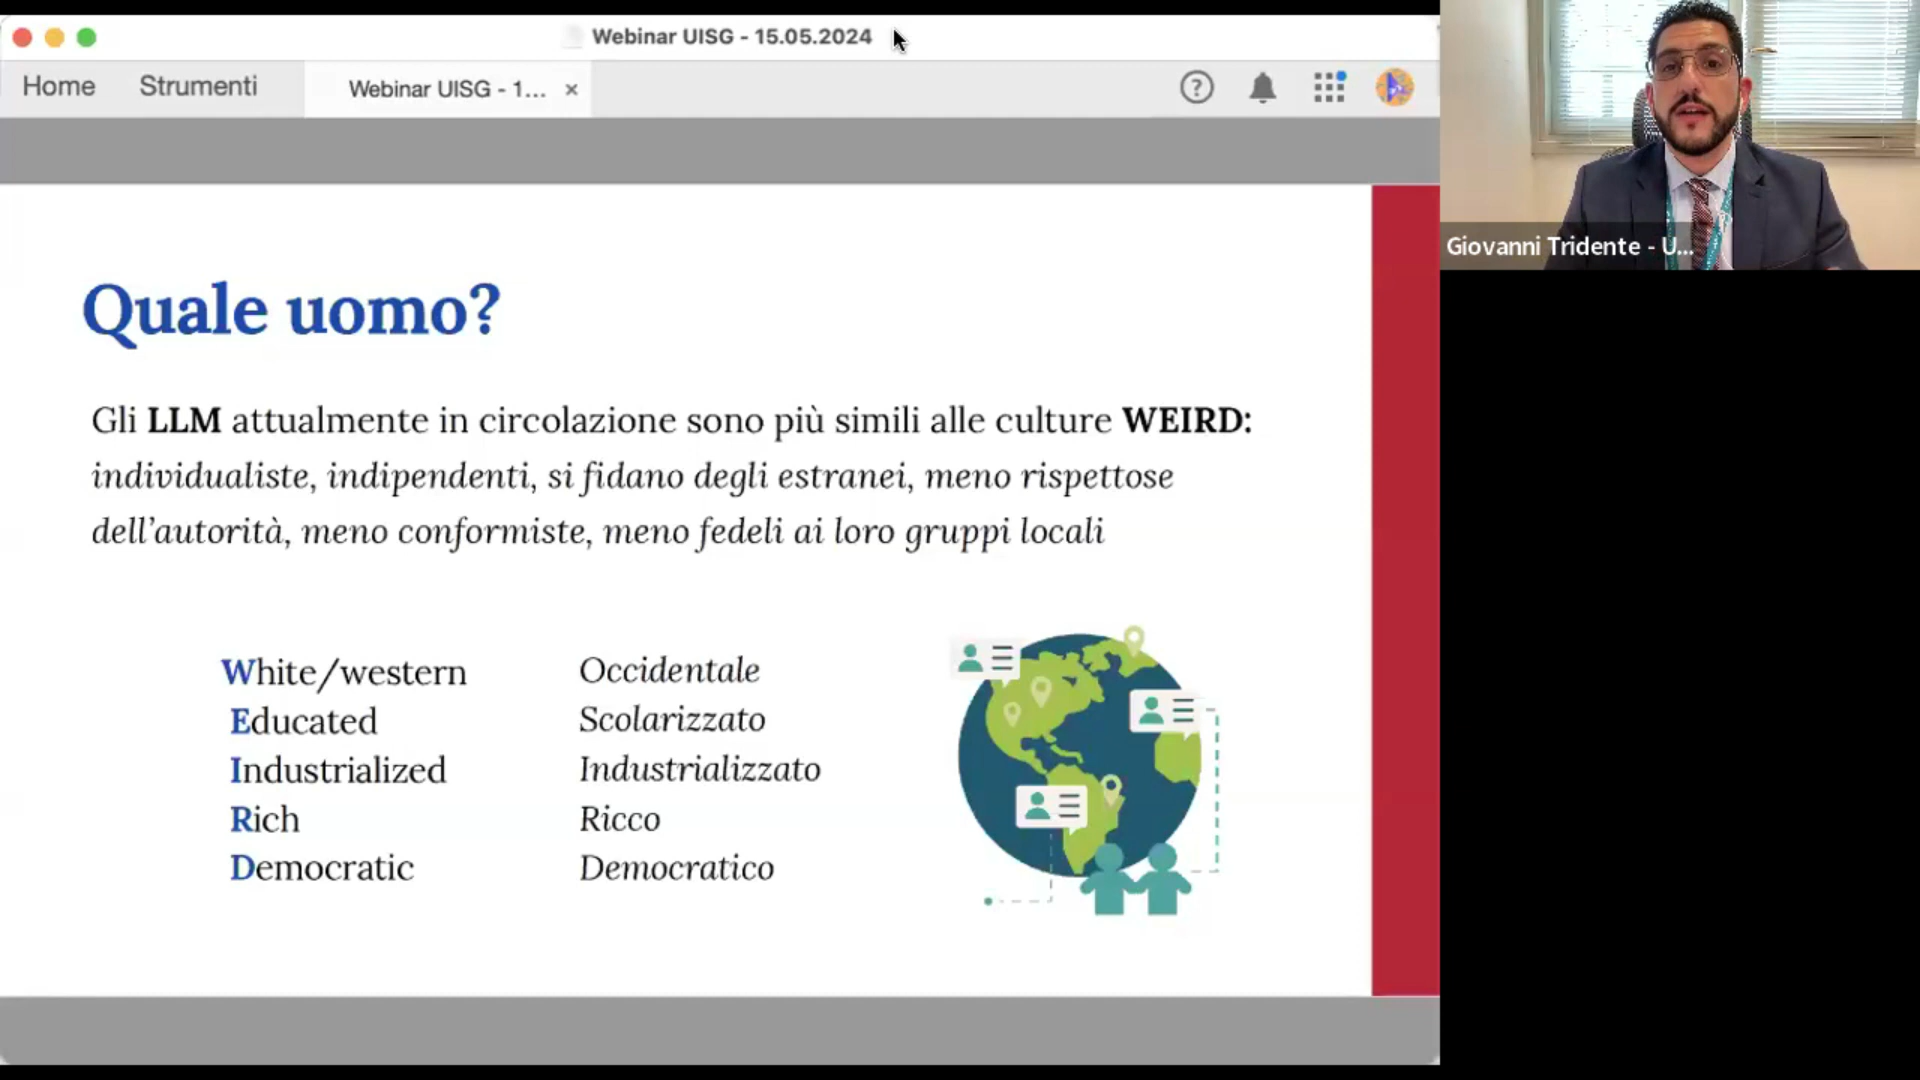 Webinar UISG - 15.05.2024
Home
Strumenti
Webinar UISG - 1...
Giovanni Tridente - U...
Quale uomo?
Gli LLM attualmente in circolazione sono più simili alle culture WEIRD:
individualiste, indipendenti, si fidano degli estranei, meno rispettose
dell'autorità, meno conformiste, meno fedeli ai loro gruppi locali
White/western Occidentale
Educated Scolarizzato
Industrialized Industrializzato
Rich Ricco
Democratic Democratico